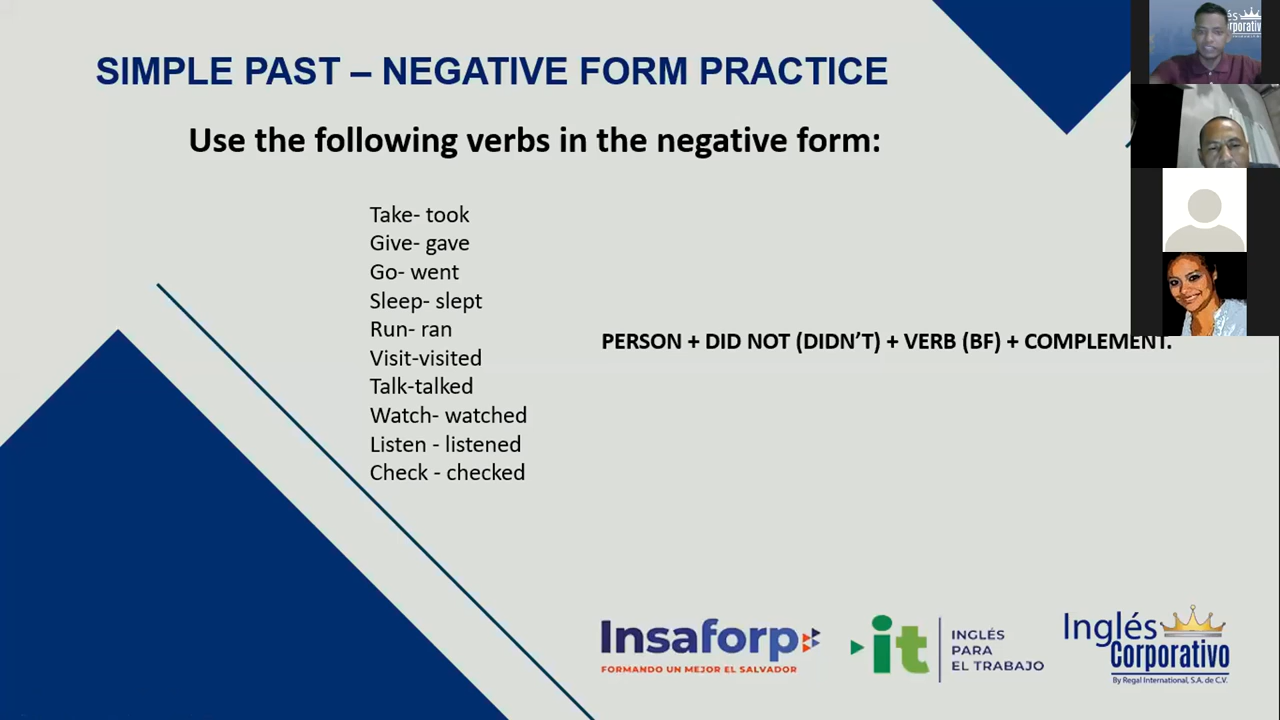 SIMPLE PAST – NEGATIVE FORM PRACTICE
Use the following verbs in the negative form:
Take- took
Give- gave
Go- went
Sleep- slept
Run- ran
Visit-visited
Talk-talked
Watch- watched
Listen - listened
Check - checked
PERSON + DID NOT (DIDN’T) + VERB (BF) + COMPLEMENT.
Insaforp
FORMANDO UN MEJOR EL SALVADOR
it
INGLÉS
PARA
EL TRABAJO
Inglés
Corporativo
By Regal International, S.A. de C.V.